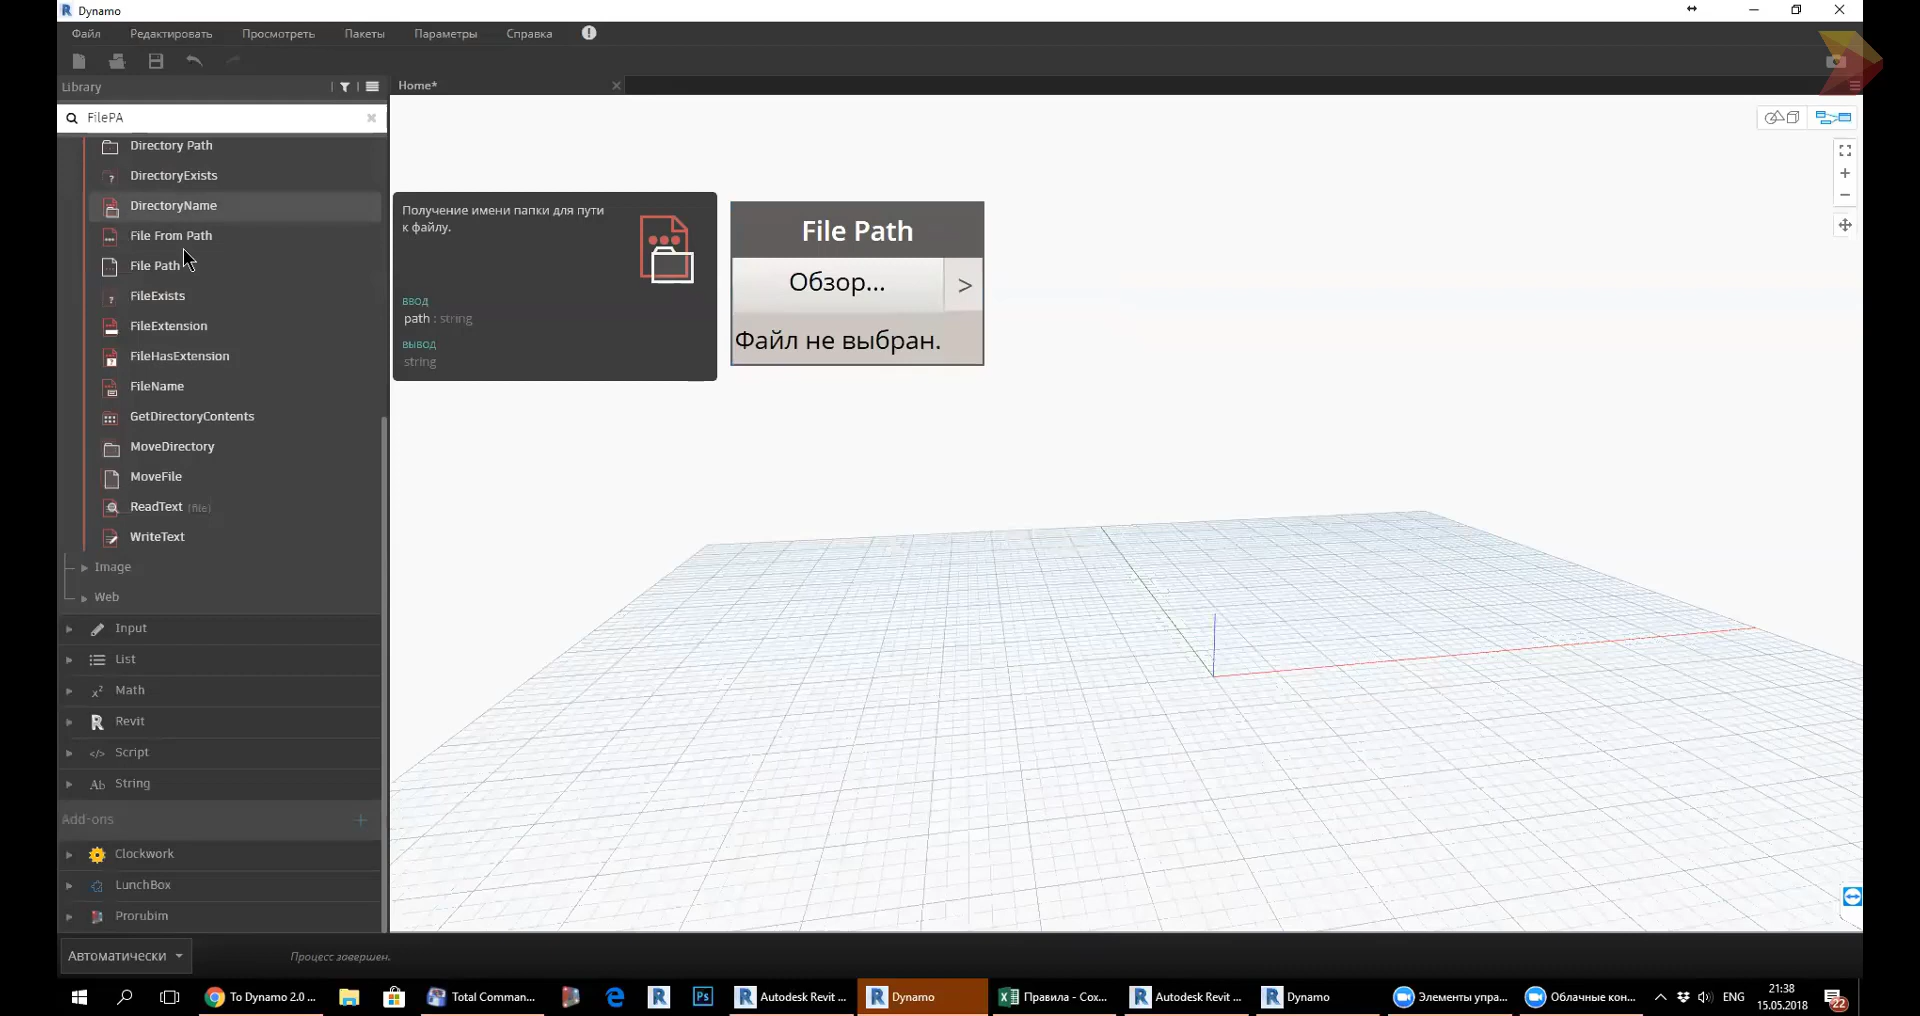 Dynamo
Файл Редактировать Просмотреть Пакеты Параметры Справка
Library
Home*
FilePA
Directory Path
DirectoryExists
DirectoryName
File From Path
File Path
FileExists
FileExtension
FileHasExtension
FileName
GetDirectoryContents
MoveDirectory
MoveFile
ReadText (file)
WriteText
Image
Web
Input
List
Math
Revit
Script
String
Add-ons
Clockwork
LunchBox
Prorubim
Получение имени папки для пути
к файлу.
ВВОД
path : string
ВЫВОД
string
File Path
Обзор...
>
Файл не выбран.
Автоматически
Процесс завершен.
To Dynamo 2.0 ...
Total Comman...
Ps
Autodesk Revit ...
Dynamo
Правила - Сох...
Autodesk Revit ...
Dynamo
Элементы упра...
Облачные кон...
ENG
21:38
15.05.2018
22